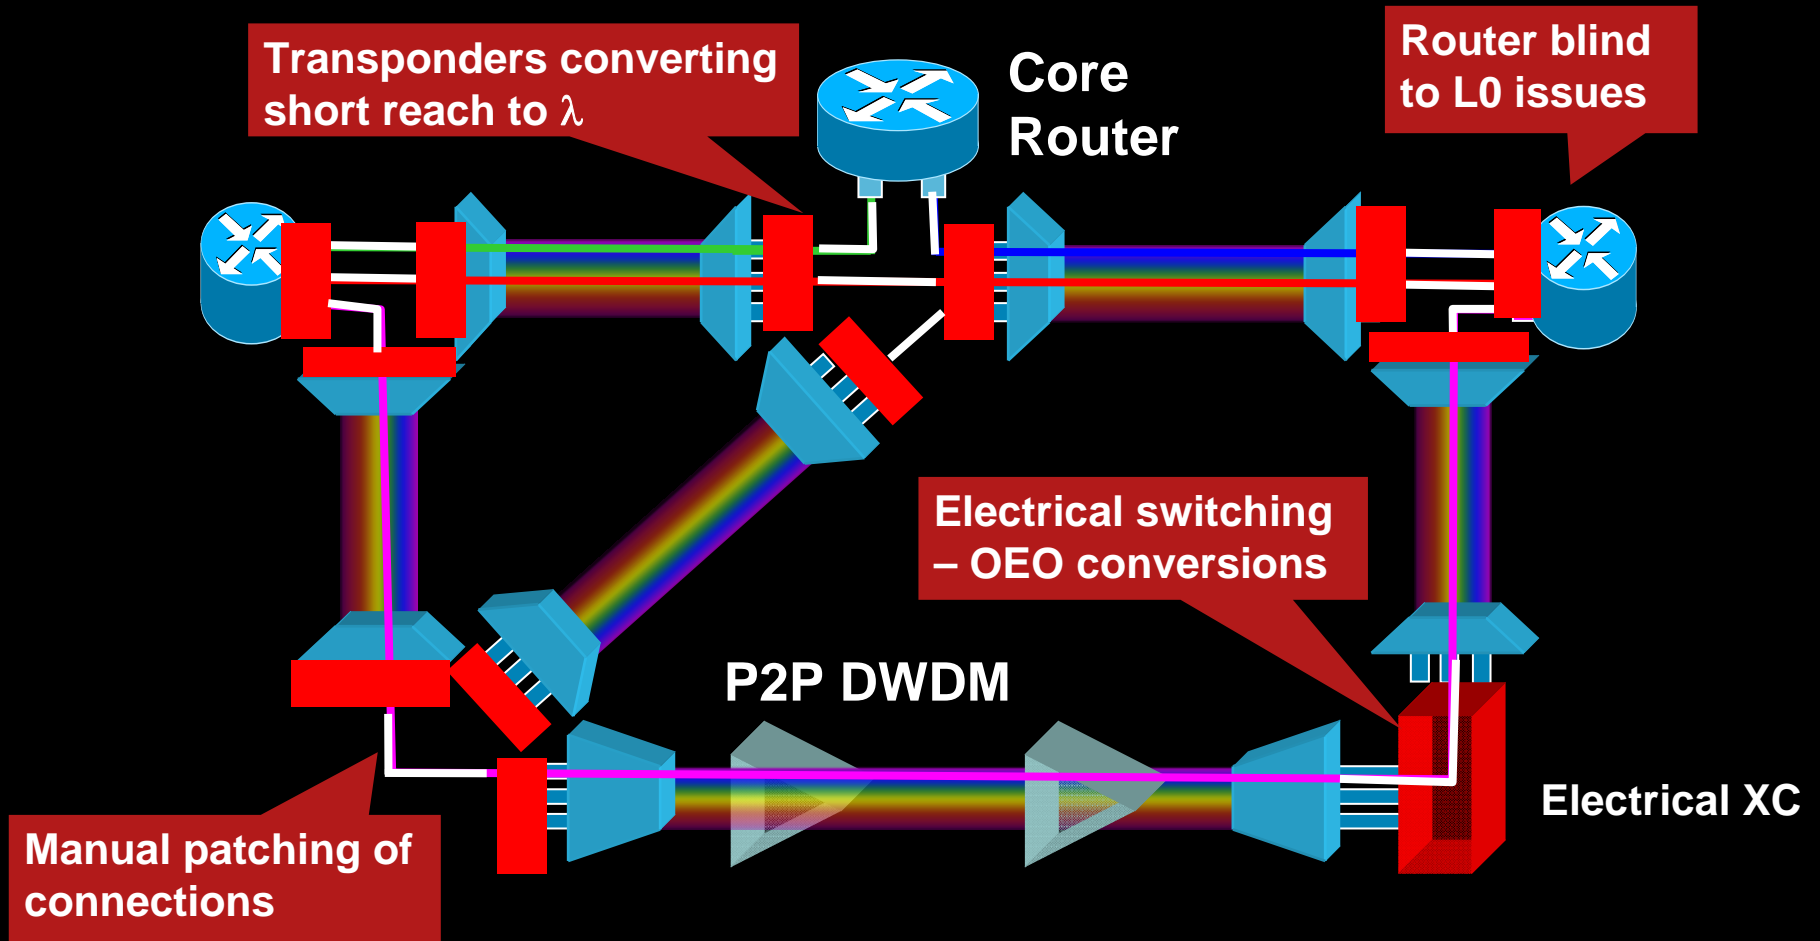 Transponders converting
short reach to λ
Core
Router
Router blind
to L0 issues
Electrical switching
– OEO conversions
P2P DWDM
Electrical XC
Manual patching of
connections